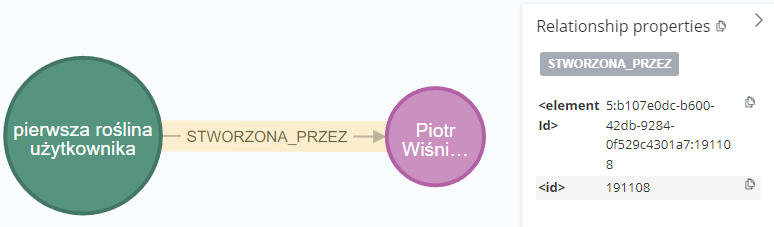 pierwsza roślina
użytkownika
STWORZONA_PRZEZ
Piotr
Wiśni...
Relationship properties
STWORZONA_PRZEZ
<element 5:b107e0dc-b600-
Id> 42db-9284-
0f529c4301a7:19110
8
<id> 191108